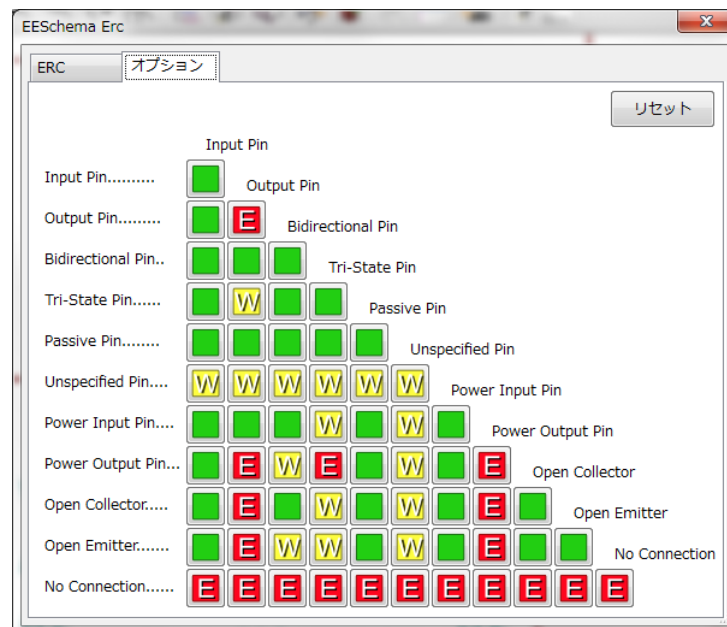 EESchema Erc
X
ERC オプション
リセット
Input Pin
Input Pin.......... Output Pin
Output Pin......... E Bidirectional Pin
Bidirectional Pin.. Tri-State Pin
Tri-State Pin...... W Passive Pin
Passive Pin........ Unspecified Pin
Unspecified Pin.... W W W W W W Power Input Pin
Power Input Pin.... W W Power Output Pin
Power Output Pin... E W E W E Open Collector
Open Collector..... E W W E Open Emitter
Open Emitter....... E W W W E No Connection
No Connection...... E E E E E E E E E E E